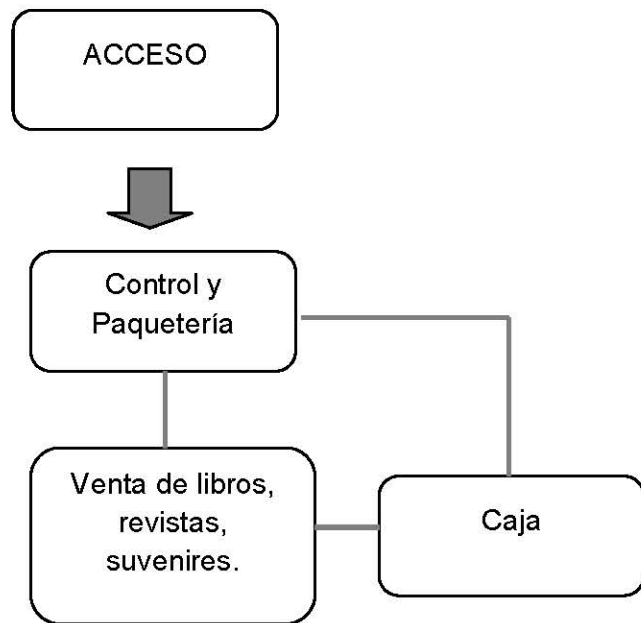 ACCESO
Control y
Paquetería
Venta de libros,
revistas,
suvenires.
Caja